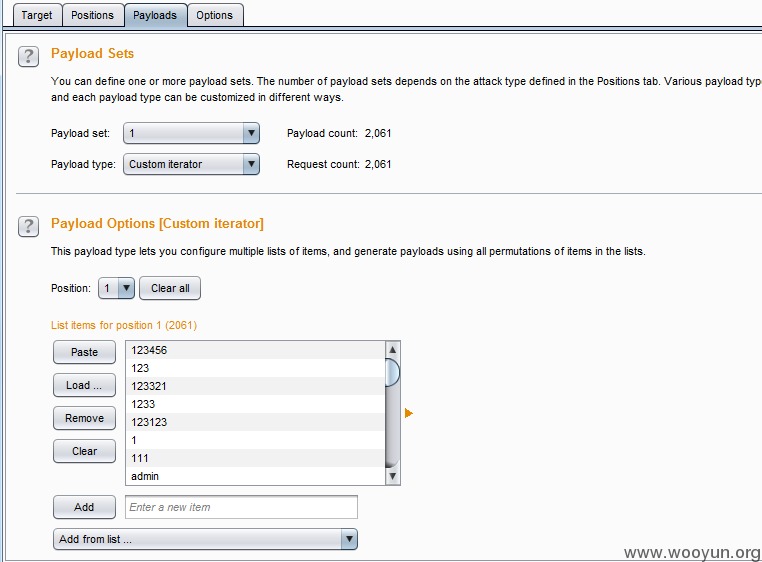 Target Positions Payloads Options
? Payload Sets
You can define one or more payload sets. The number of payload sets depends on the attack type defined in the Positions tab. Various payload typ
and each payload type can be customized in different ways.
Payload set: 1 Payload count: 2,061
Payload type: Custom iterator Request count: 2,061
? Payload Options [Custom iterator]
This payload type lets you configure multiple lists of items, and generate payloads using all permutations of items in the lists.
Position: 1 Clear all
List items for position 1 (2061)
Paste
Load ...
Remove
Clear
123456
123
123321
1233
123123
1
111
admin
Add Enter a new item
Add from list ...
www.wooyun.org